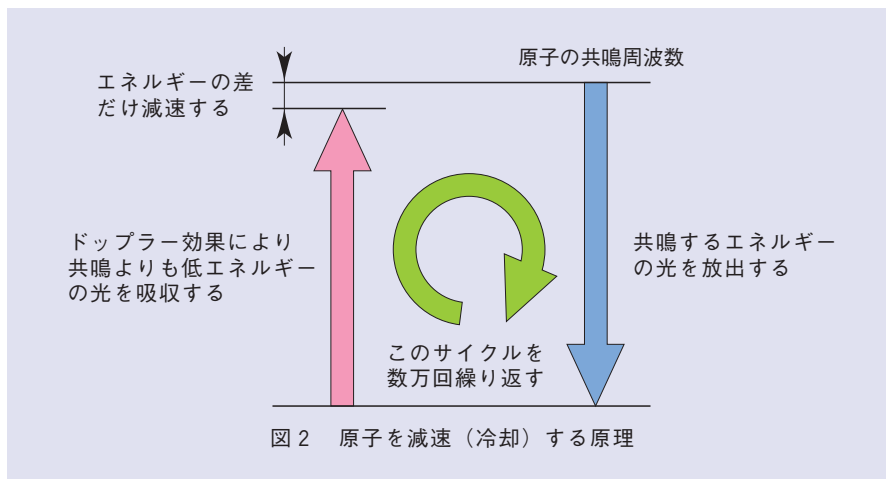 原子の共鳴周波数
エネルギーの差
だけ減速する
ドップラー効果により
共鳴よりも低エネルギー
の光を吸収する
共鳴するエネルギー
の光を放出する
このサイクルを
数万回繰り返す
図2 原子を減速（冷却）する原理